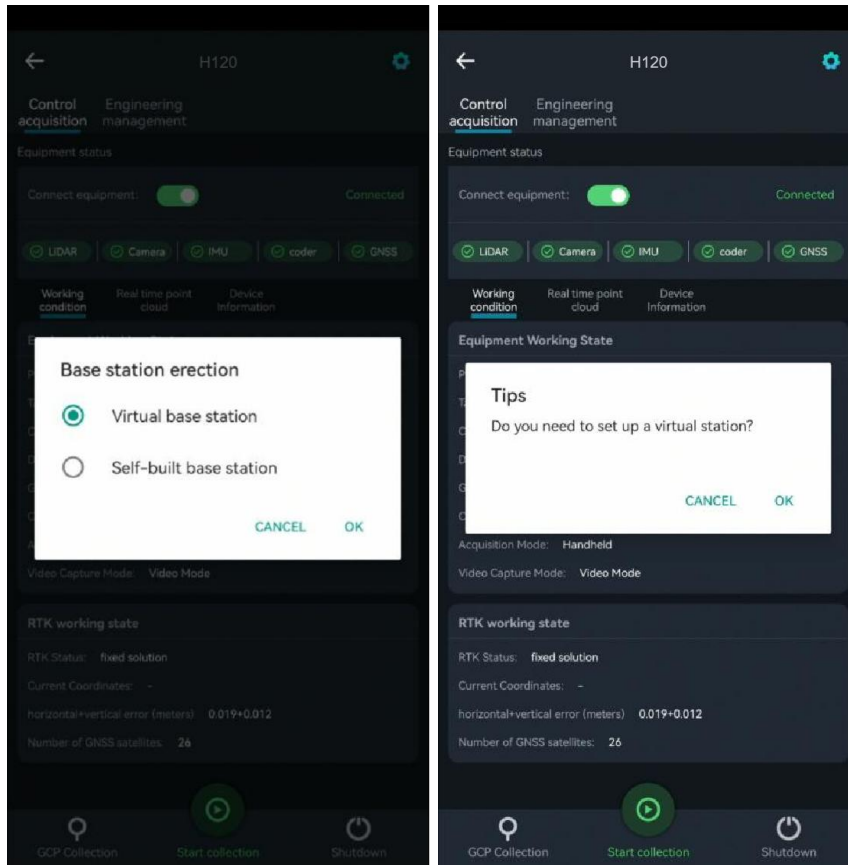 H120
Control acquisition
Engineering management
Equipment status
Connect equipment:
Connected
LiDAR
Camera
IMU
coder
GNSS
Working condition
Real time point cloud
Device Information
Base station erection
Virtual base station
Self-built base station
CANCEL
OK
Video Capture Mode: Video Mode
RTK working state
RTK Status: fixed solution
Current Coordinates: -
horizontal+vertical error (meters) 0.019+0.012
Number of GNSS satellites: 26
GCP Collection
Start collection
Shutdown
H120
Control acquisition
Engineering management
Equipment status
Connect equipment:
Connected
LiDAR
Camera
IMU
coder
GNSS
Working condition
Real time point cloud
Device Information
Equipment Working State
Tips
Do you need to set up a virtual station?
CANCEL
OK
Acquisition Mode: Handheld
Video Capture Mode: Video Mode
RTK working state
RTK Status: fixed solution
Current Coordinates: -
horizontal+vertical error (meters) 0.019+0.012
Number of GNSS satellites: 26
GCP Collection
Start collection
Shutdown